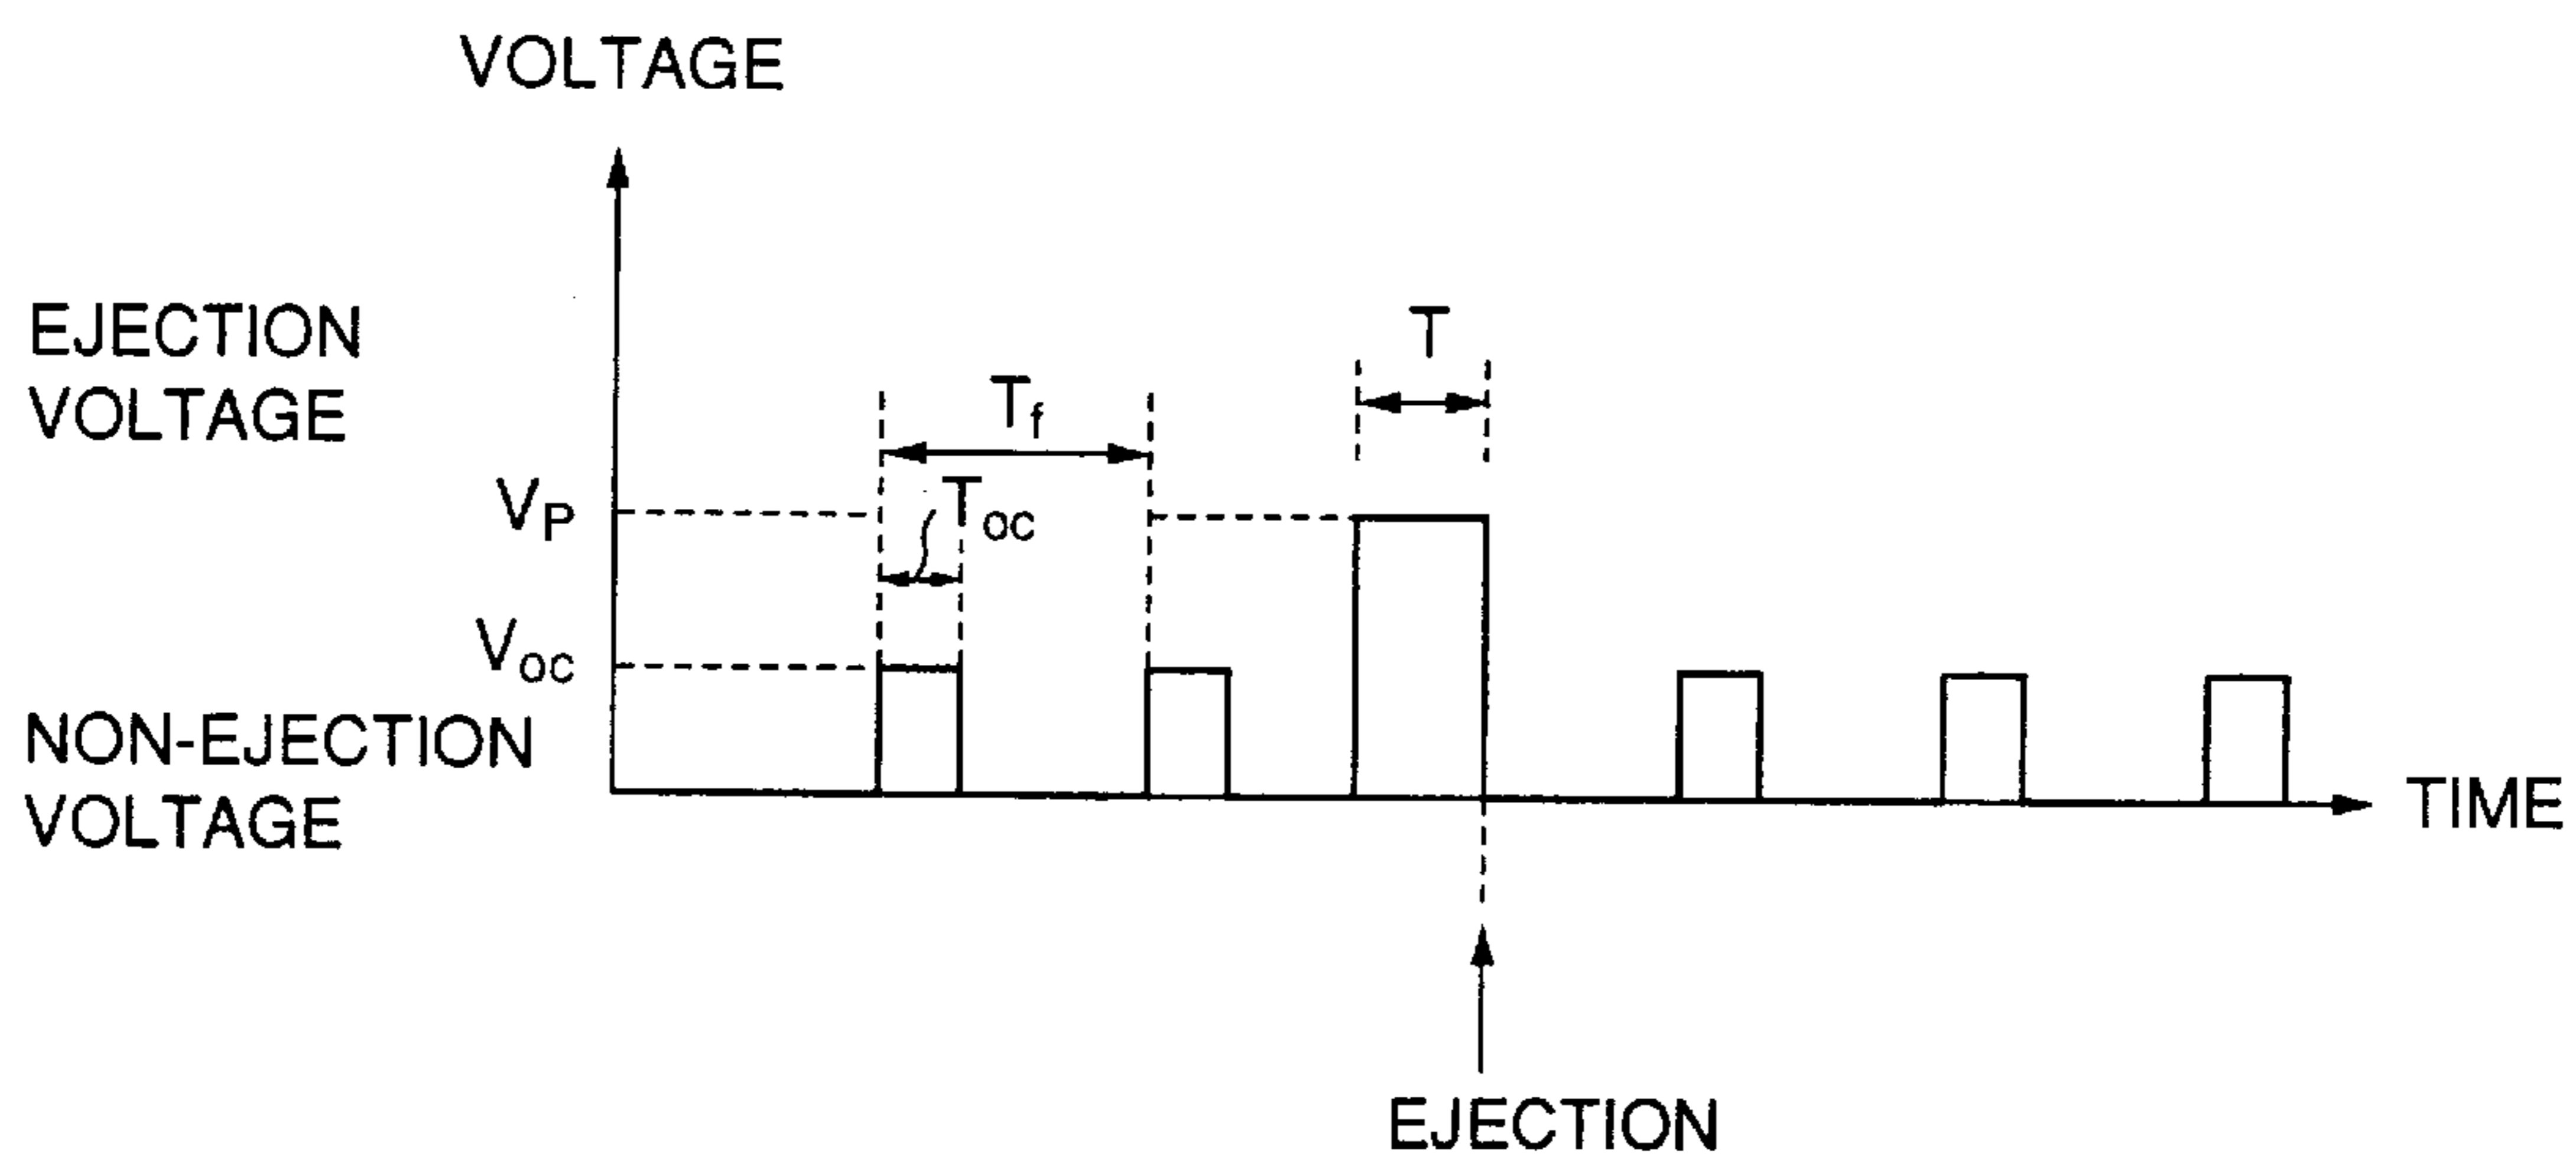 VOLTAGE
EJECTION
VOLTAGE
T
Tf
VP
TOC
VOC
NON-EJECTION
VOLTAGE
TIME
EJECTION